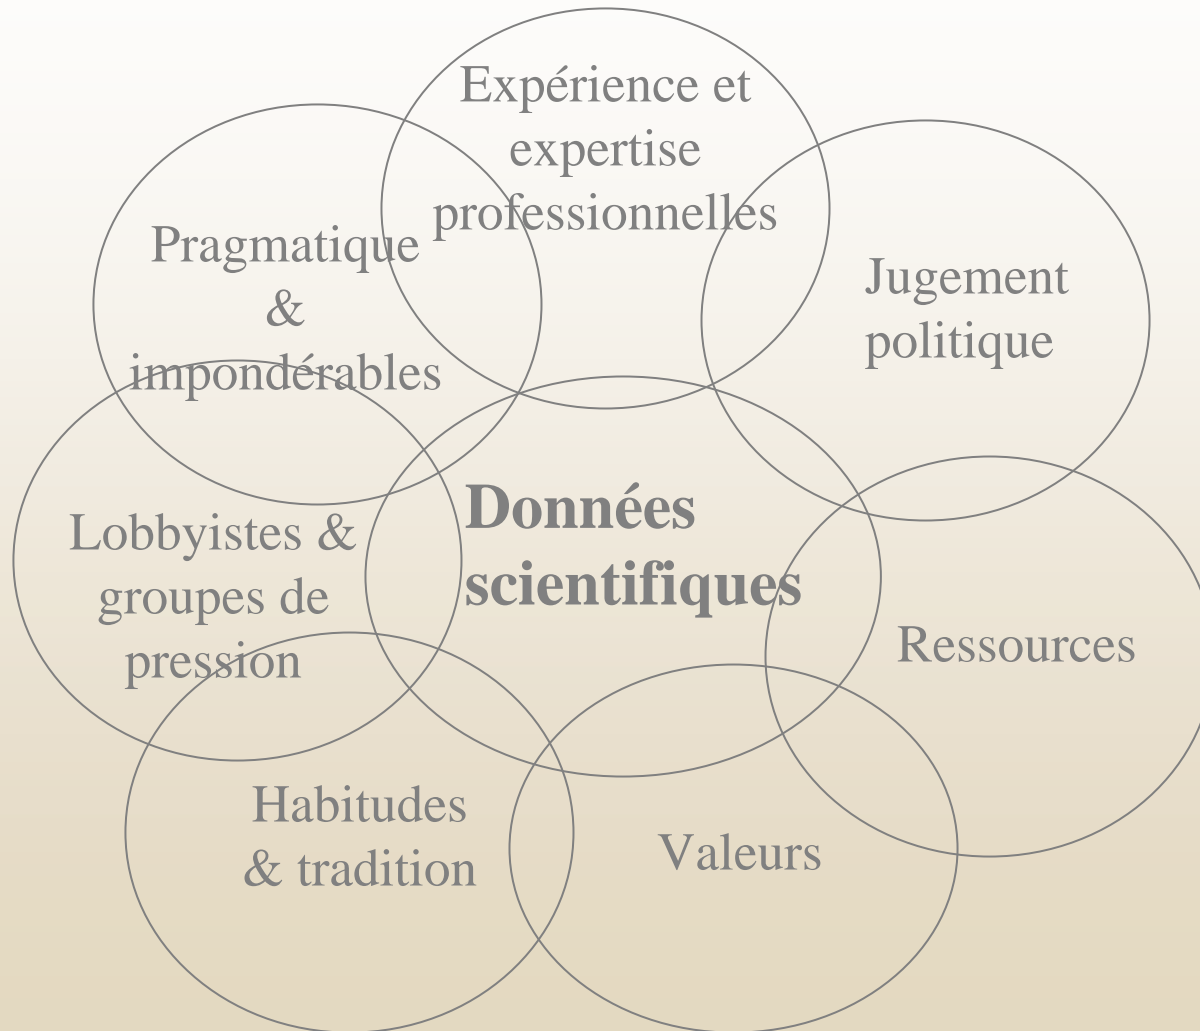 Expérience et
expertise
professionnelles
Pragmatique
&
impondérables
Jugement
politique
Données
scientifiques
Lobbyistes &
groupes de
pression
Ressources
Habitudes
& tradition
Valeurs